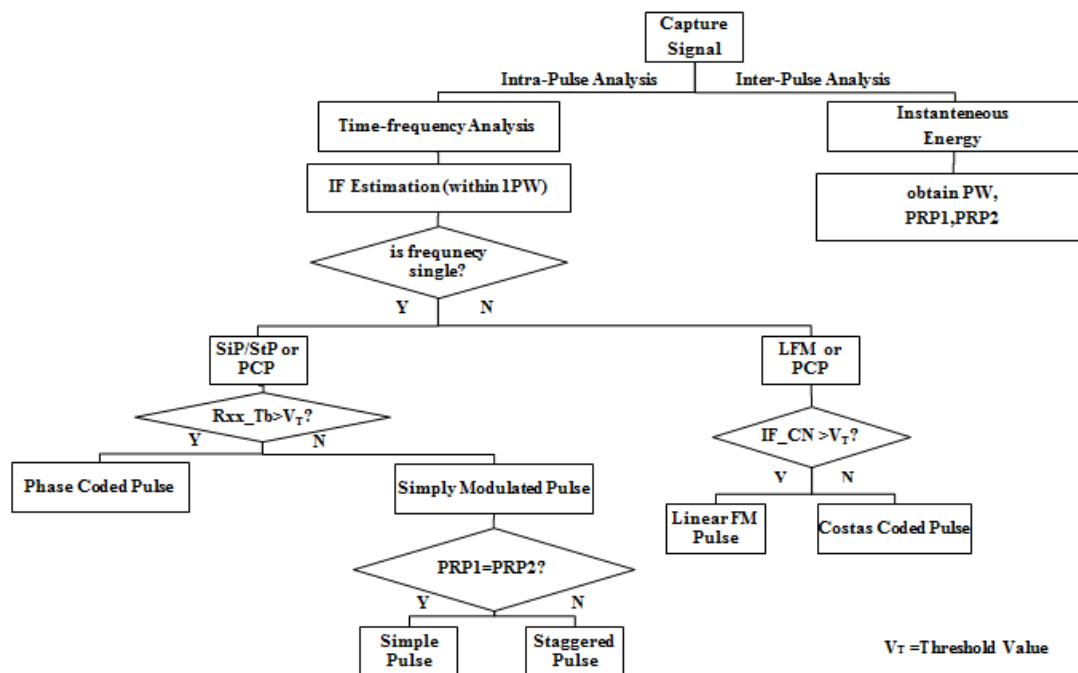 Capture
Signal
Intra-Pulse Analysis
Inter-Pulse Analysis
Time-frequency Analysis
Instanteneous
Energy
IF Estimation (within 1PW)
obtain PW,
PRP1,PRP2
is frequnecy
single?
Y
N
SiP/StP or
PCP
LFM or
PCP
Rxx_Tb>VT?
IF_CN >VT?
Y
N
Y
N
Phase Coded Pulse
Simply Modulated Pulse
Linear FM
Pulse
Costas Coded Pulse
PRP1=PRP2?
Y
N
Simple
Pulse
Staggered
Pulse
VT =Threshold Value